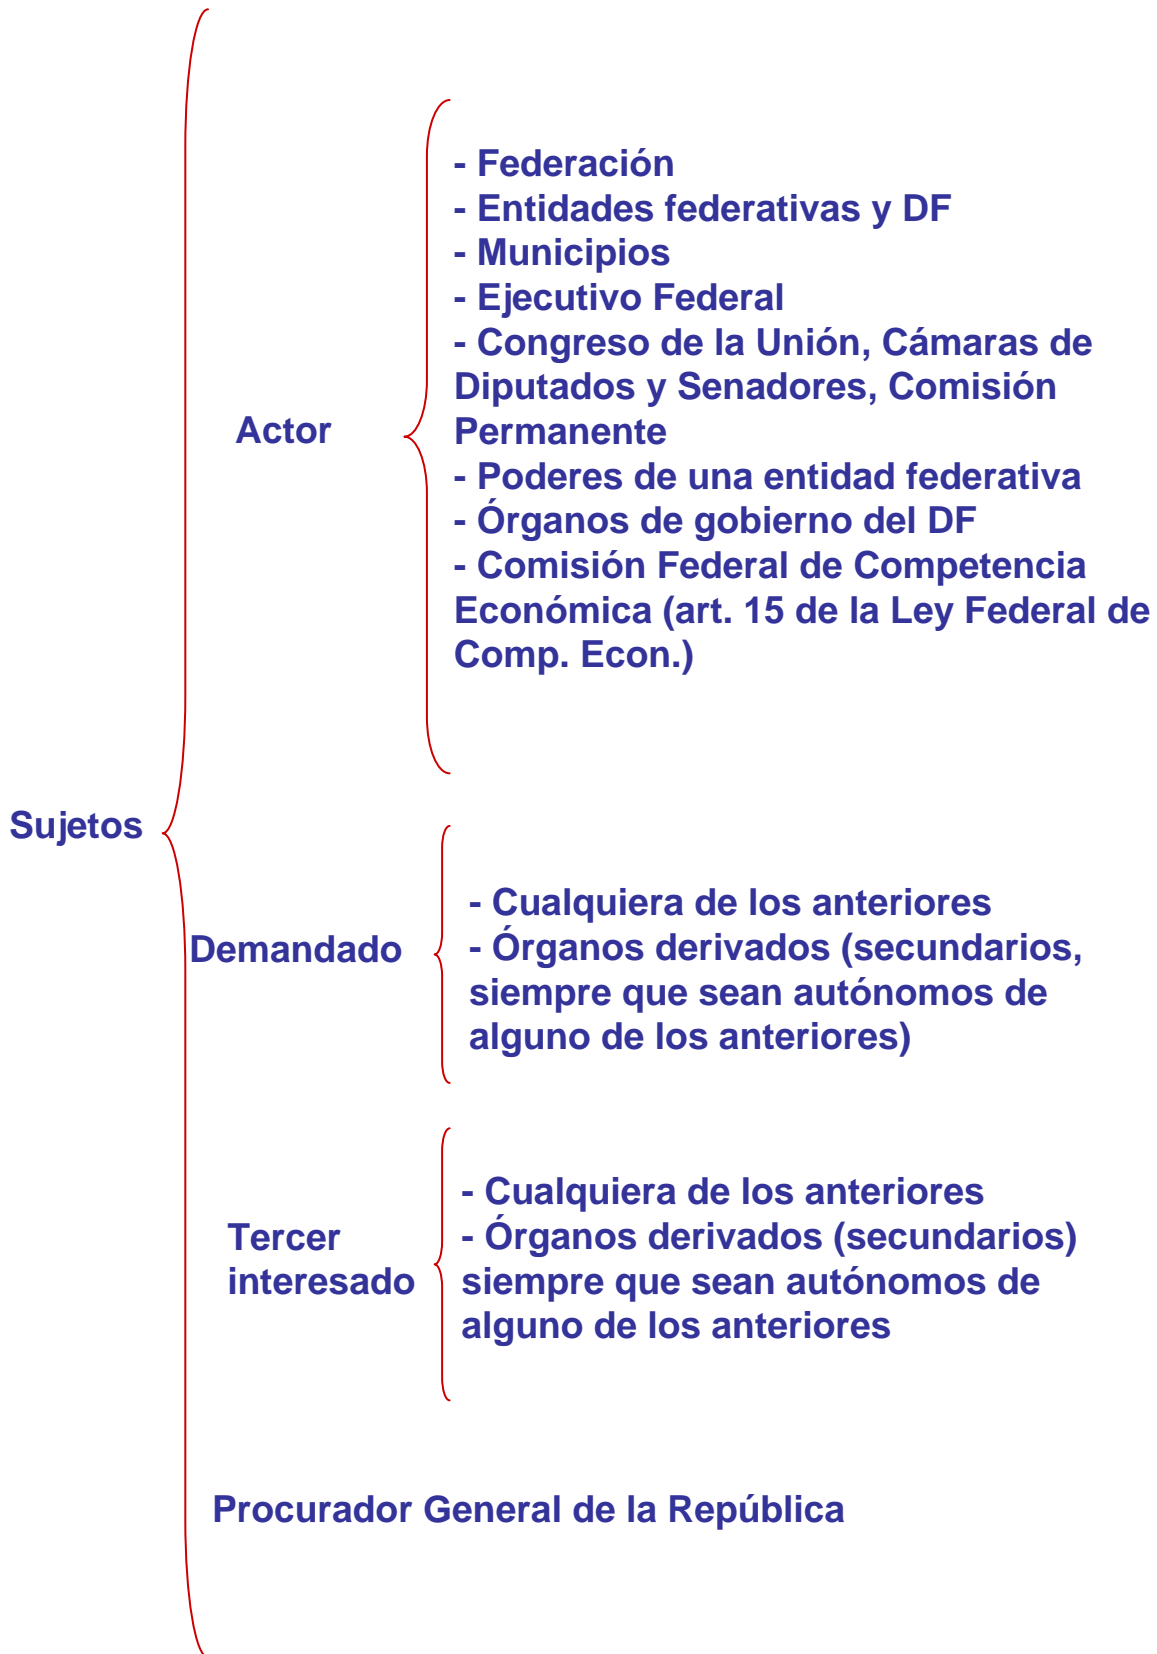 Sujetos
Actor
- Federación
- Entidades federativas y DF
- Municipios
- Ejecutivo Federal
- Congreso de la Unión, Cámaras de
Diputados y Senadores, Comisión
Permanente
- Poderes de una entidad federativa
- Órganos de gobierno del DF
- Comisión Federal de Competencia
Económica (art. 15 de la Ley Federal de
Comp. Econ.)
Demandado
- Cualquiera de los anteriores
- Órganos derivados (secundarios,
siempre que sean autónomos de
alguno de los anteriores)
Tercer
interesado
- Cualquiera de los anteriores
- Órganos derivados (secundarios)
siempre que sean autónomos de
alguno de los anteriores
Procurador General de la República